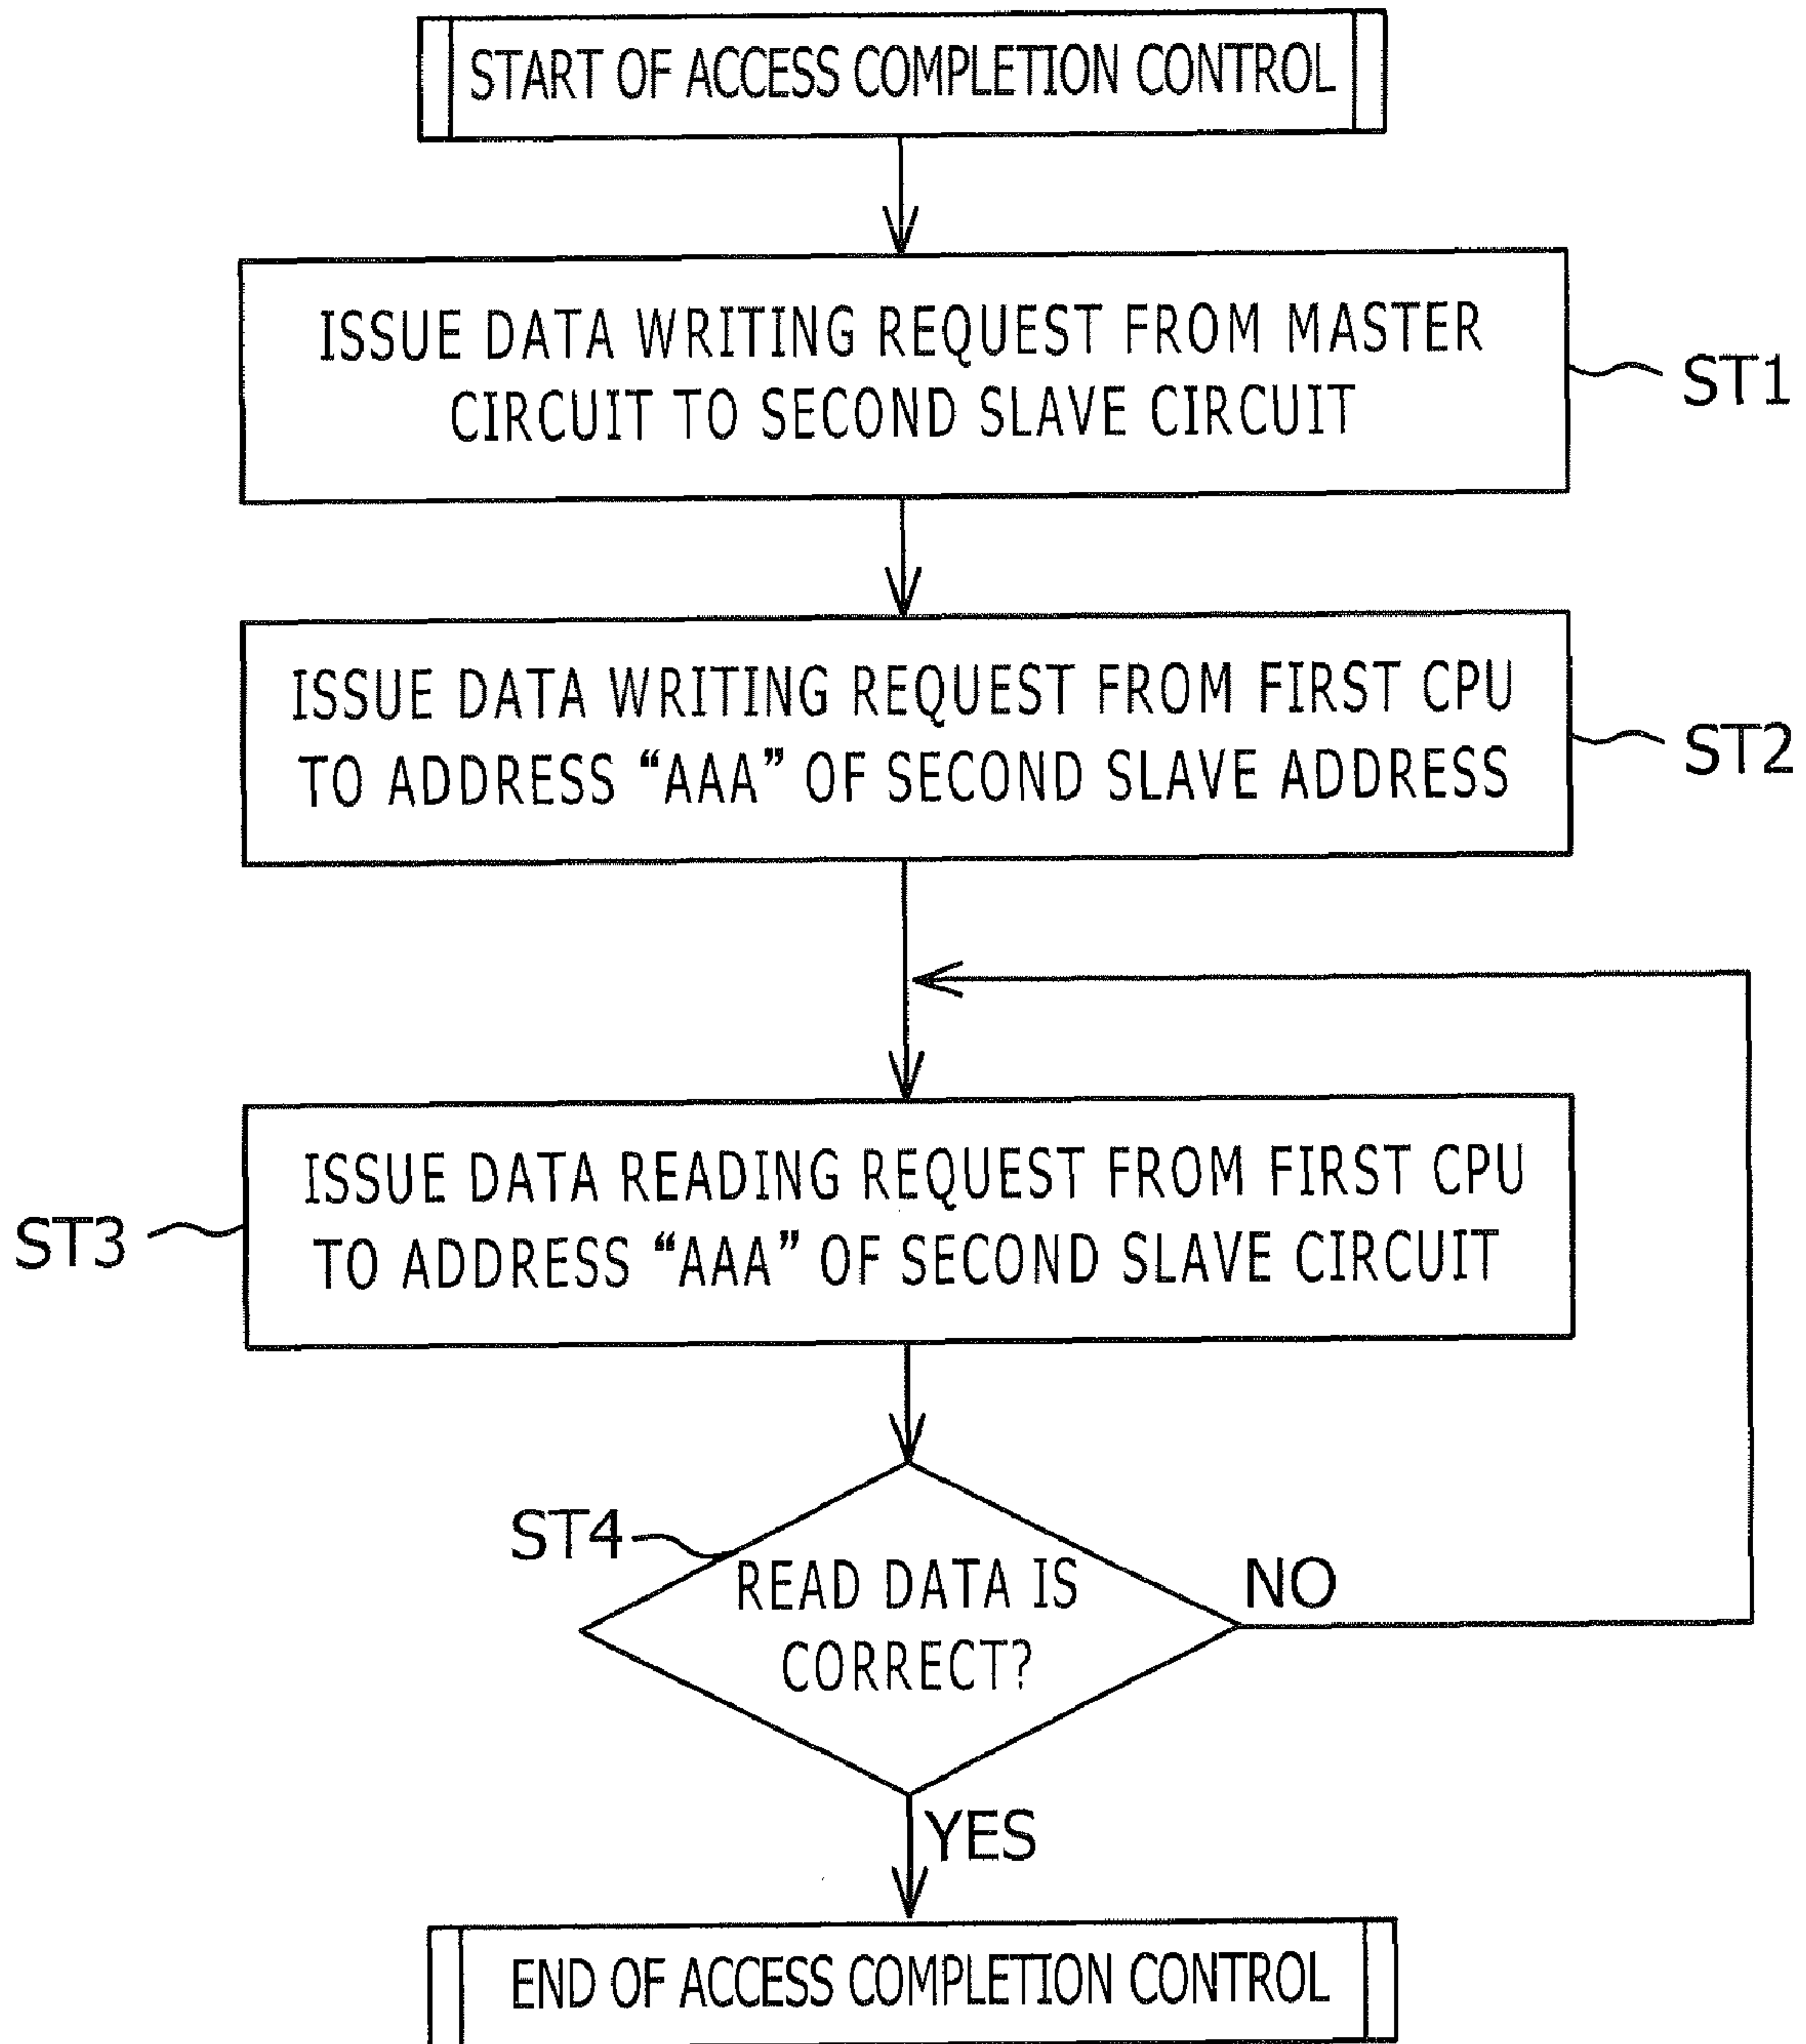 START OF ACCESS COMPLETION CONTROL
ISSUE DATA WRITING REQUEST FROM MASTER
CIRCUIT TO SECOND SLAVE CIRCUIT
ST1
ISSUE DATA WRITING REQUEST FROM FIRST CPU
TO ADDRESS “AAA” OF SECOND SLAVE ADDRESS
ST2
ISSUE DATA READING REQUEST FROM FIRST CPU
TO ADDRESS “AAA” OF SECOND SLAVE CIRCUIT
ST3
ST4
READ DATA IS
CORRECT?
NO
YES
END OF ACCESS COMPLETION CONTROL